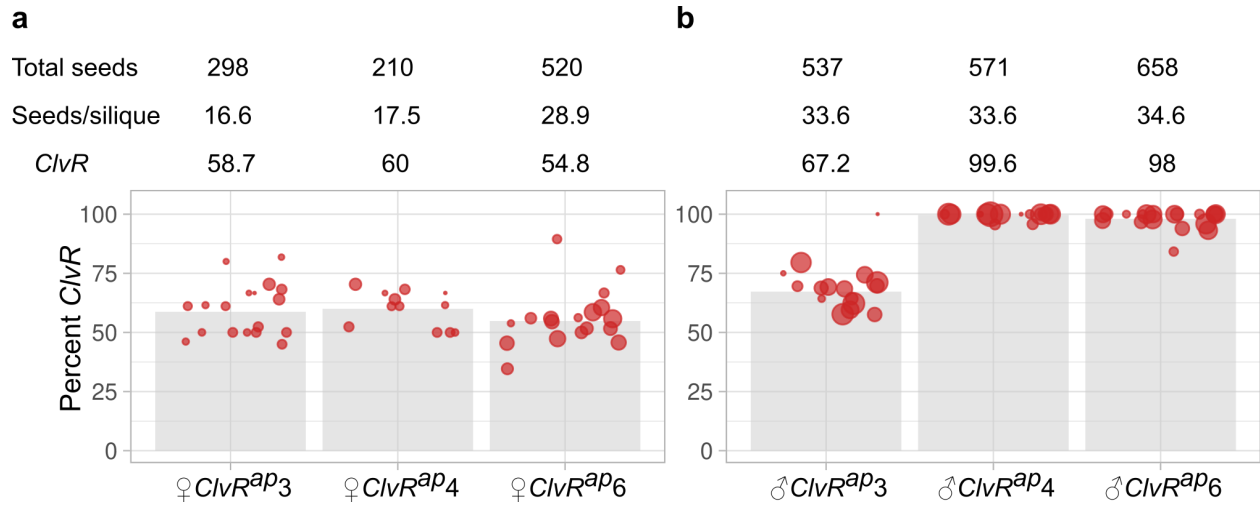 a b
Total seeds 298 210 520 537 571 658
Seeds/silique 16.6 17.5 28.9 33.6 33.6 34.6
ClvR 58.7 60 54.8 67.2 99.6 98
Percent ClvR
100 100
75 75
50 50
25 25
0 0
♀ClvRᵃᵖ3 ♀ClvRᵃᵖ4 ♀ClvRᵃᵖ6 ♂ClvRᵃᵖ3 ♂ClvRᵃᵖ4 ♂ClvRᵃᵖ6